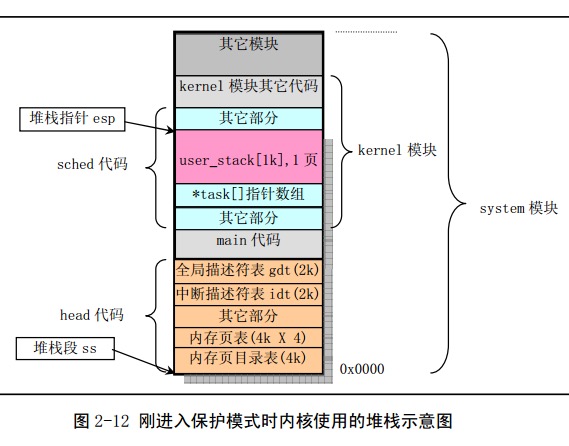 其它模块
kernel 模块其它代码
堆栈指针 esp
其它部分
sched 代码
user_stack[1k],1 页
kernel 模块
*task[]指针数组
其它部分
system 模块
main 代码
全局描述符表 gdt(2k)
中断描述符表 idt(2k)
head 代码
其它部分
内存页表(4k X 4)
堆栈段 ss
内存页目录表(4k)
0x0000
图 2-12 刚进入保护模式时内核使用的堆栈示意图